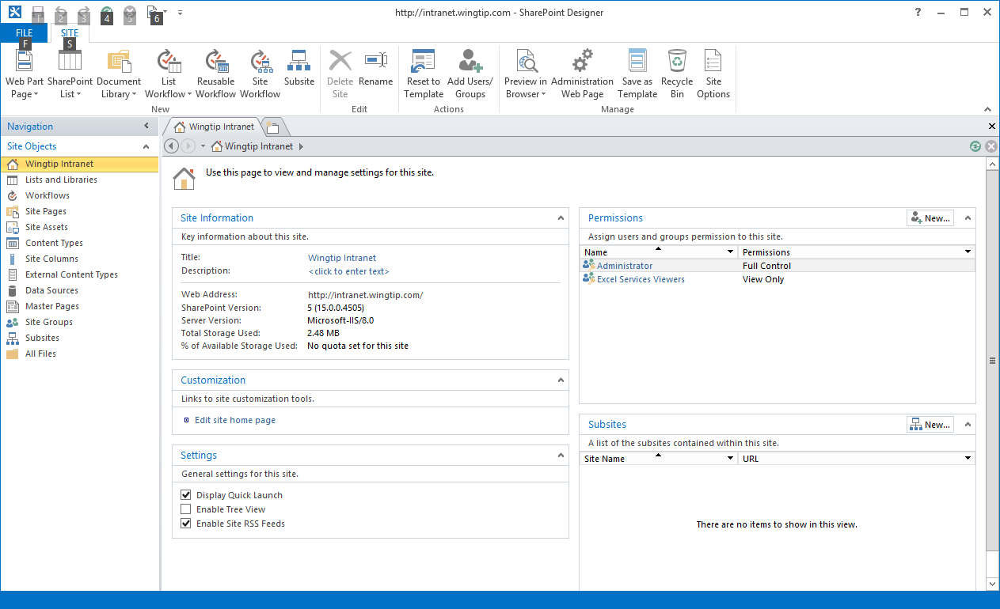 http://intranet.wingtip.com - SharePoint Designer
1 2 3 4 5 6
FILE SITE
F S
Web Part Page
SharePoint List
Document Library
List Workflow
Reusable Workflow
Site Workflow
Subsite
New
Delete Site
Rename
Edit
Reset to Template
Add Users/ Groups
Actions
Preview in Browser
Administration Web Page
Save as Template
Recycle Bin
Site Options
Manage
Navigation
Site Objects
Wingtip Intranet
Lists and Libraries
Workflows
Site Pages
Site Assets
Content Types
Site Columns
External Content Types
Data Sources
Master Pages
Site Groups
Subsites
All Files
Wingtip Intranet
Wingtip Intranet
Use this page to view and manage settings for this site.
Site Information
Key information about this site.
Title: Wingtip Intranet
Description: <click to enter text>
Web Address: http://intranet.wingtip.com/
SharePoint Version: 5 (15.0.0.4505)
Server Version: Microsoft-IIS/8.0
Total Storage Used: 2.48 MB
% of Available Storage Used: No quota set for this site
Customization
Links to site customization tools.
Edit site home page
Settings
General settings for this site.
Display Quick Launch
Enable Tree View
Enable Site RSS Feeds
Permissions New...
Assign users and groups permission to this site.
Name Permissions
Administrator Full Control
Excel Services Viewers View Only
Subsites New...
A list of the subsites contained within this site.
Site Name URL
There are no items to show in this view.